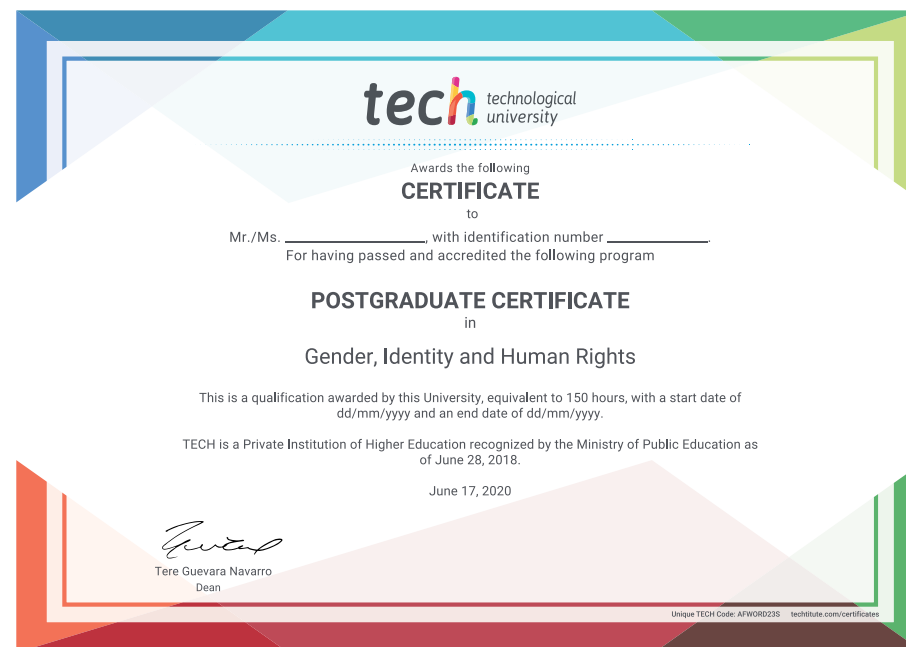 tech technological
university
Awards the following
CERTIFICATE
to
Mr./Ms. ____________________, with identification number ______________.
For having passed and accredited the following program
POSTGRADUATE CERTIFICATE
in
Gender, Identity and Human Rights
This is a qualification awarded by this University, equivalent to 150 hours, with a start date of
dd/mm/yyyy and an end date of dd/mm/yyyy.
TECH is a Private Institution of Higher Education recognized by the Ministry of Public Education as
of June 28, 2018.
June 17, 2020
Tere Guevara Navarro
Dean
Unique TECH Code: AFWORD23S techtitute.com/certificates